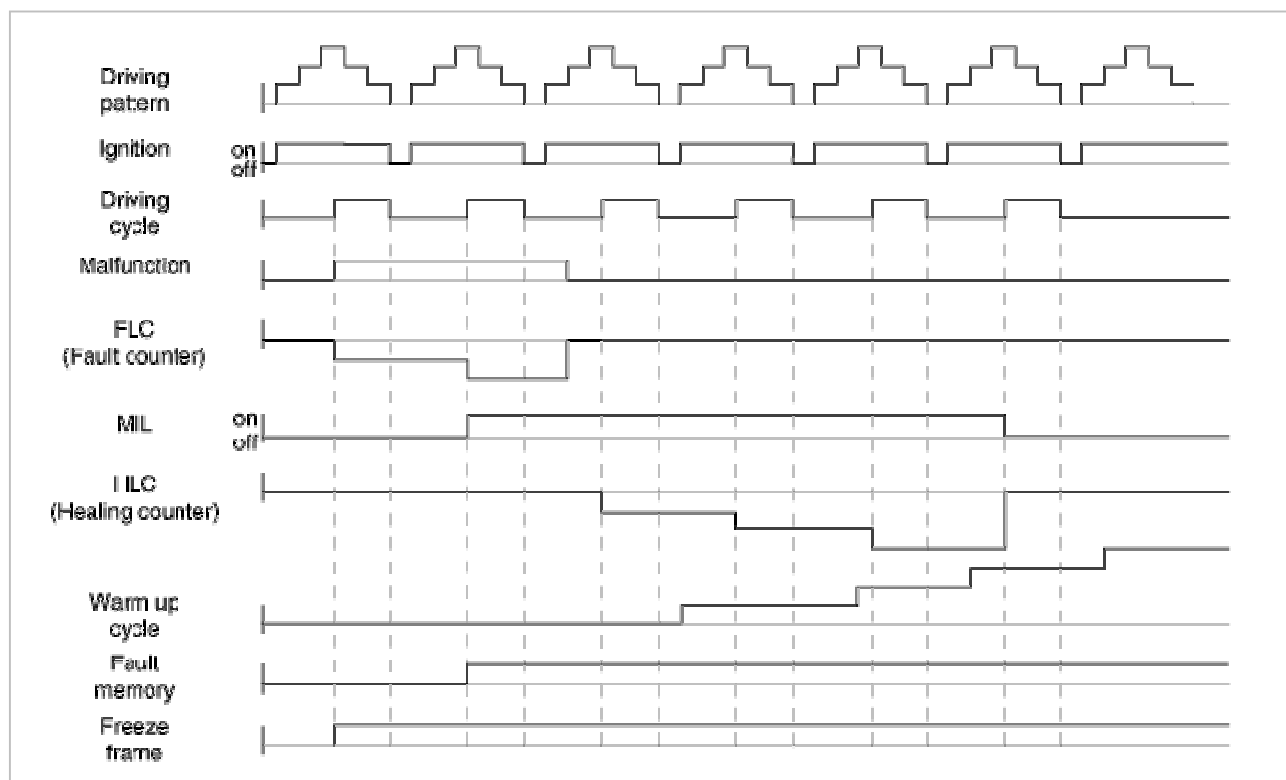 Driving
pattern
Ignition
on
off
Driving
cycle
Malfunction
FLC
(Fault counter)
MIL
on
off
HLC
(Healing counter)
Warm up
cycle
Fault
memory
Freeze
frame